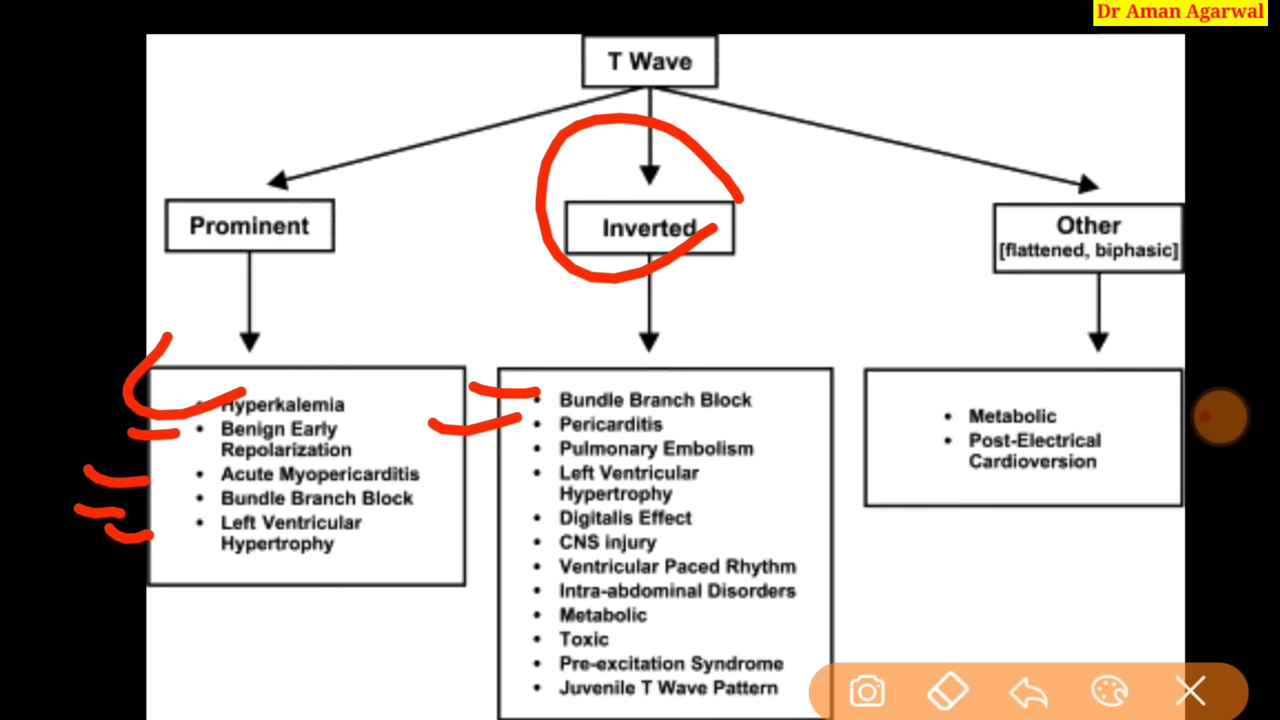 Dr Aman Agarwal
T Wave
Prominent
Inverted
Other
[flattened, biphasic]
• Hyperkalemia
• Benign Early
Repolarization
• Acute Myopericarditis
• Bundle Branch Block
• Left Ventricular
Hypertrophy
• Bundle Branch Block
• Pericarditis
• Pulmonary Embolism
• Left Ventricular
Hypertrophy
• Digitalis Effect
• CNS injury
• Ventricular Paced Rhythm
• Intra-abdominal Disorders
• Metabolic
• Toxic
• Pre-excitation Syndrome
• Juvenile T Wave Pattern
• Metabolic
• Post-Electrical
Cardioversion